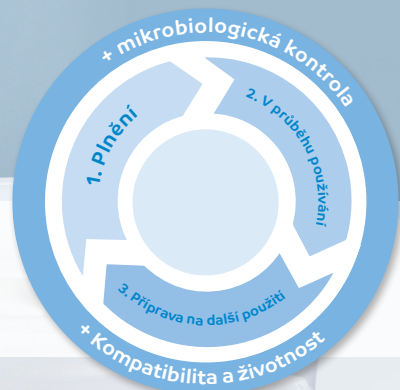 + mikrobiologická kontrola
1. Plnění
2. V průběhu používání
3. Příprava na další použití
+ Kompatibilita a životnost